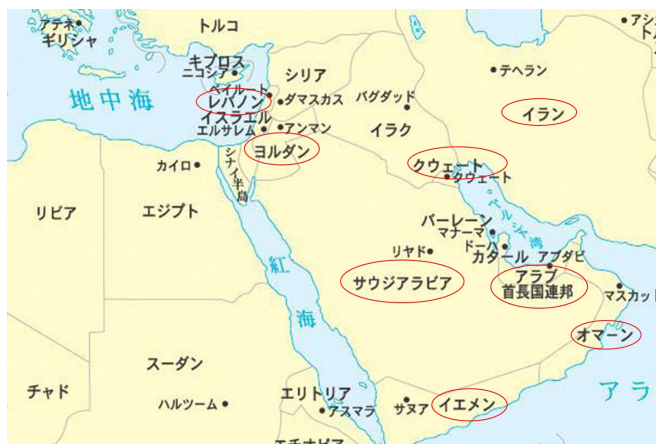 トルコ
アシ
アテネ
ギリシャ
キプロス
ニコシア
シリア
テヘラン
地中海
ベイルート
レバノン
ダマスカス
バグダッド
イラン
イスラエル
エルサレム
アンマン
イラク
ヨルダン
カイロ
シナイ半島
クウェート
クウェート
ペルシャ湾
リビア
エジプト
バーレーン
マナーマ
ドーハ
カタール
アブダビ
リヤド
紅海
サウジアラビア
アラブ
首長国連邦
マスカット
オマーン
スーダン
チャド
エリトリア
アラ
ハルツーム
アスマラ
サヌア
イエメン
エチオピア